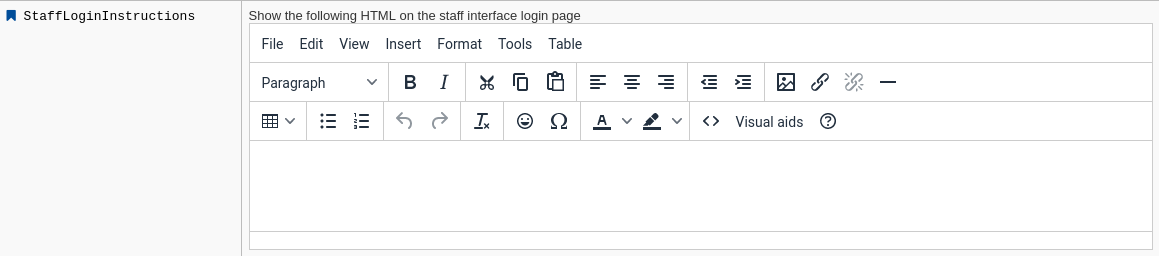 StaffLoginInstructions
Show the following HTML on the staff interface login page
File Edit View Insert Format Tools Table
Paragraph B I
A Visual aids